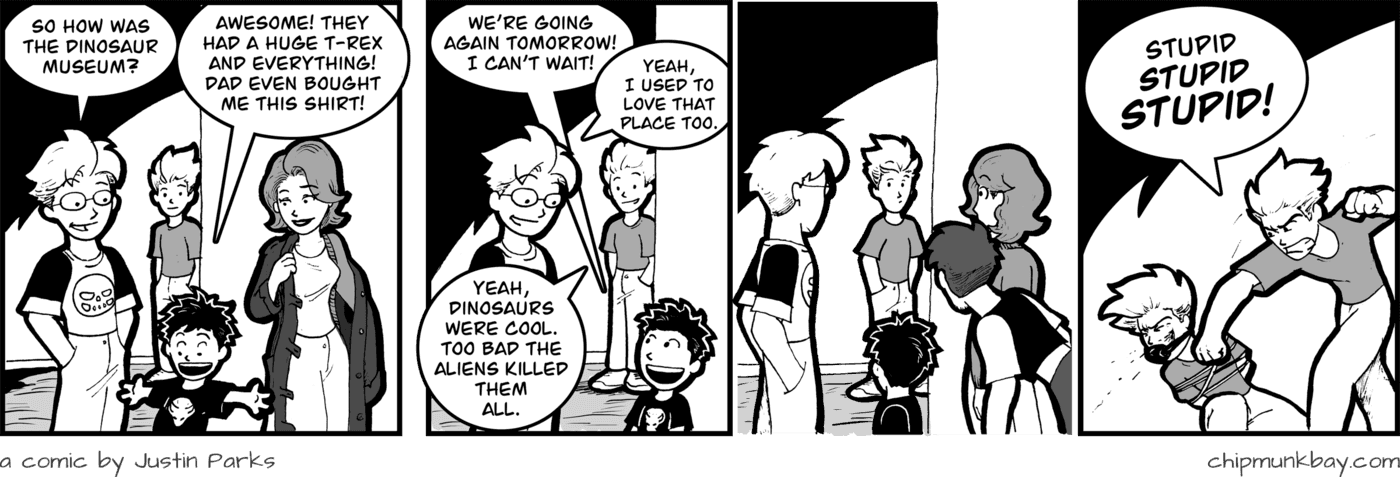 SO HOW WAS
THE DINOSAUR
MUSEUM?
AWESOME! THEY
HAD A HUGE T-REX
AND EVERYTHING!
DAD EVEN BOUGHT
ME THIS SHIRT!
WE'RE GOING
AGAIN TOMORROW!
I CAN'T WAIT!
YEAH,
I USED TO
LOVE THAT
PLACE TOO.
YEAH,
DINOSAURS
WERE COOL.
TOO BAD THE
ALIENS KILLED
THEM
ALL.
STUPID
STUPID
STUPID!
a comic by Justin Parks
chipmunkbay.com